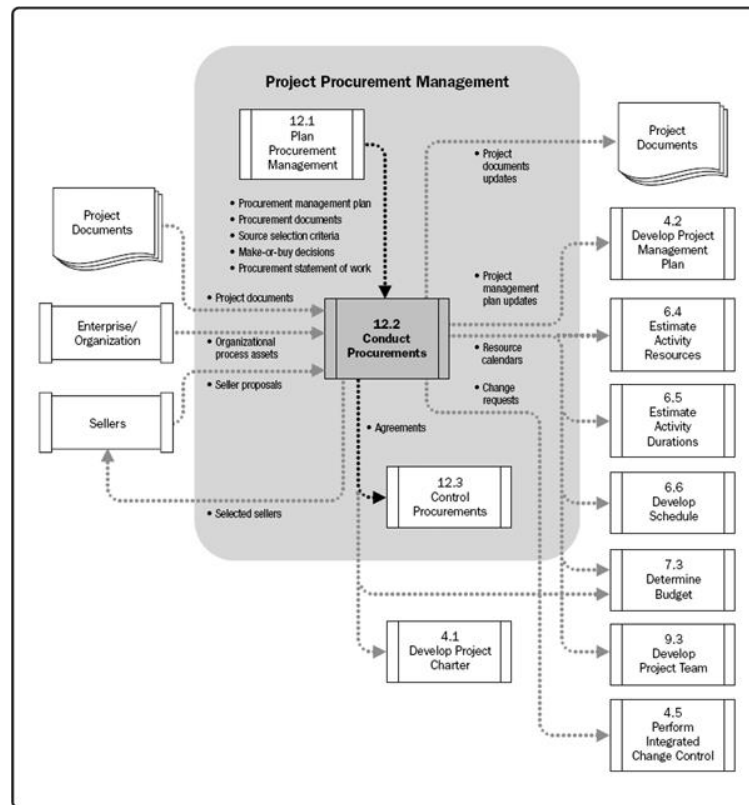 Project Procurement Management
12.1
Plan
Procurement
Management
Project
Documents
• Project
documents
updates
• Procurement management plan
• Procurement documents
• Source selection criteria
• Make-or-buy decisions
• Procurement statement of work
Project
Documents
4.2
Develop Project
Management
Plan
• Project
management
plan updates
• Project documents
Enterprise/
Organization
• Organizational
process assets
12.2
Conduct
Procurements
• Resource
calendars
6.4
Estimate
Activity
Resources
• Seller proposals
• Change
requests
Sellers
6.5
Estimate
Activity
Durations
• Agreements
12.3
Control
Procurements
• Selected sellers
6.6
Develop
Schedule
7.3
Determine
Budget
4.1
Develop Project
Charter
9.3
Develop
Project Team
4.5
Perform
Integrated
Change Control